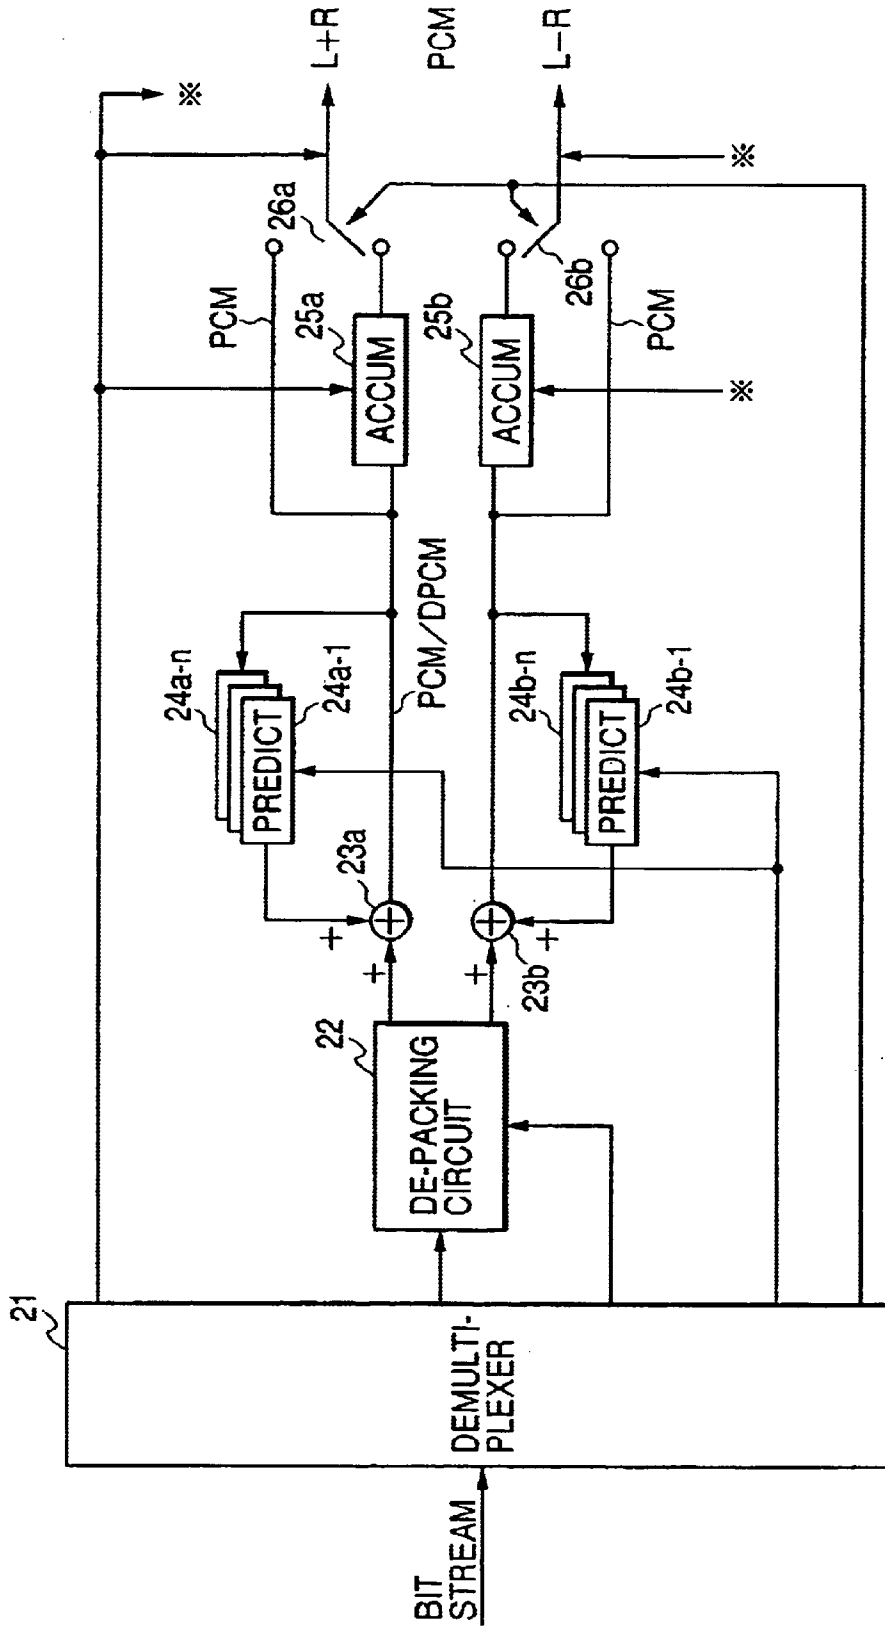 BIT
STREAM
21
DEMULTI-
PLEXER
22
DE-PACKING
CIRCUIT
+
+
+
+
23a
23b
24a-n
PREDICT
24a-1
24b-n
PREDICT
24b-1
PCM/DPCM
PCM
25a
ACCUM
25b
ACCUM
PCM
26a
26b
※
※
※
L+R
PCM
L−R